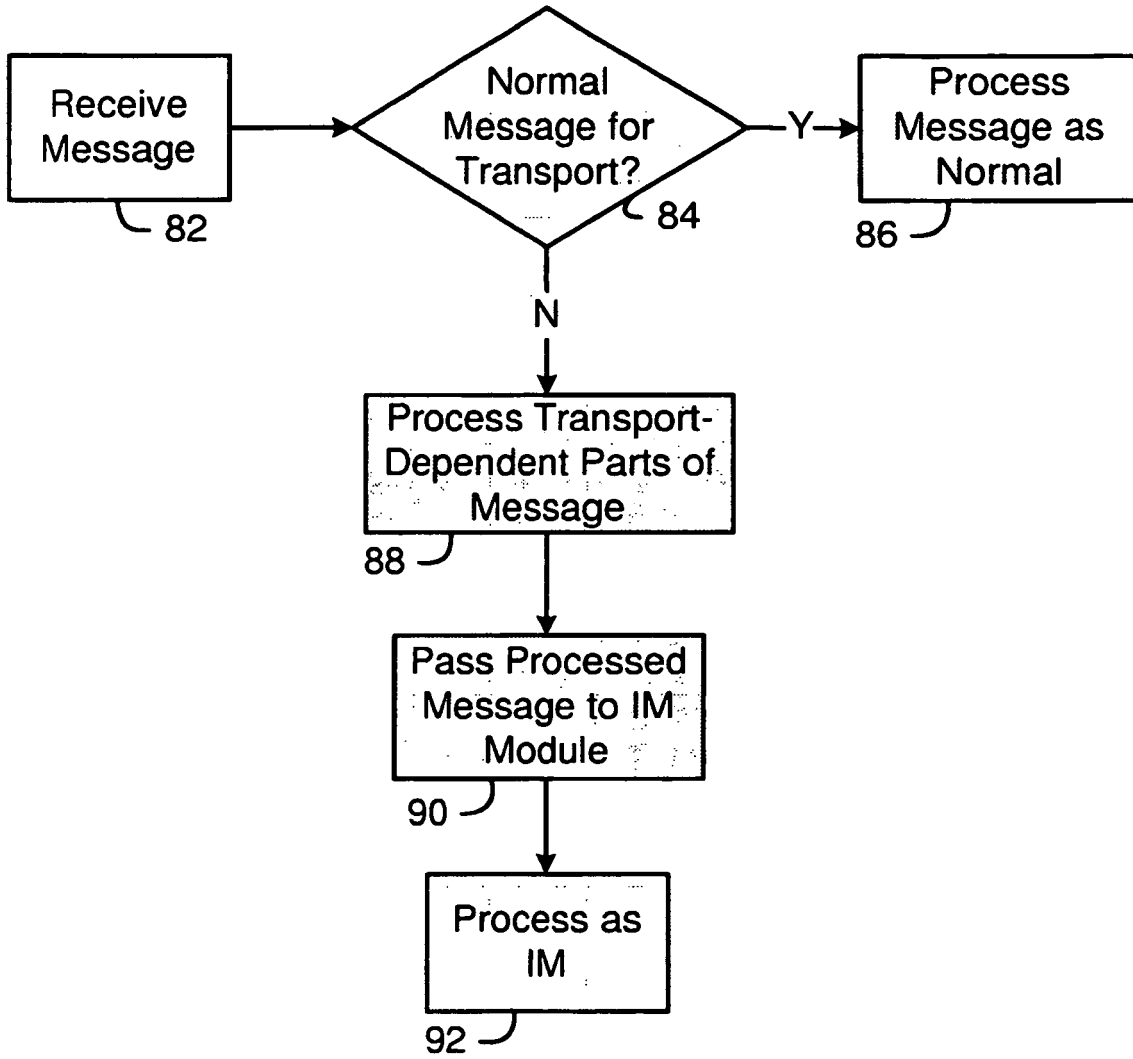 Receive
Message
82
Normal
Message for
Transport?
84
Y
Process
Message as
Normal
86
N
Process Transport-
Dependent Parts of
Message
88
Pass Processed
Message to IM
Module
90
Process as
IM
92